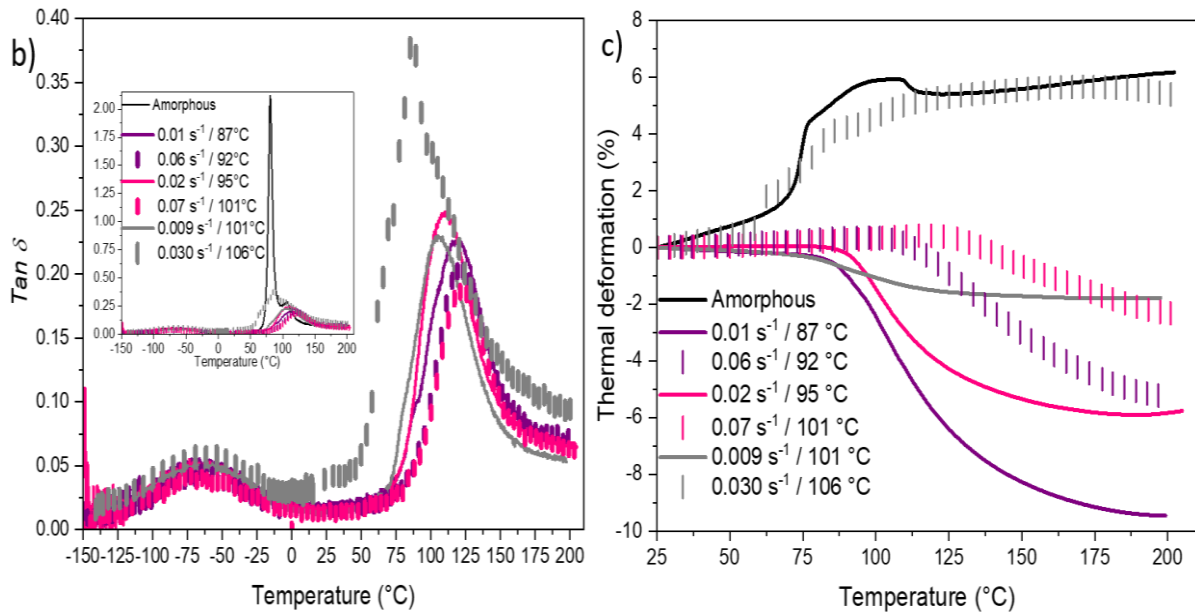 b)
0.40
0.35
0.30
0.25
0.20
0.15
0.10
0.05
0.00
Tan δ
-150 -125 -100 -75 -50 -25 0 25 50 75 100 125 150 175 200
Temperature (°C)
2.00
1.75
1.50
1.25
1.00
0.75
0.50
0.25
0.00
Amorphous
0.01 s⁻¹ / 87°C
0.06 s⁻¹ / 92°C
0.02 s⁻¹ / 95°C
0.07 s⁻¹ / 101°C
0.009 s⁻¹ / 101°C
0.030 s⁻¹ / 106°C
-150 -100 -50 0 50 100 150 200
Temperature (°C)
c)
8
6
4
2
0
-2
-4
-6
-8
-10
Thermal deformation (%)
Amorphous
0.01 s⁻¹ / 87 °C
0.06 s⁻¹ / 92 °C
0.02 s⁻¹ / 95 °C
0.07 s⁻¹ / 101 °C
0.009 s⁻¹ / 101 °C
0.030 s⁻¹ / 106 °C
25 50 75 100 125 150 175 200
Temperature (°C)